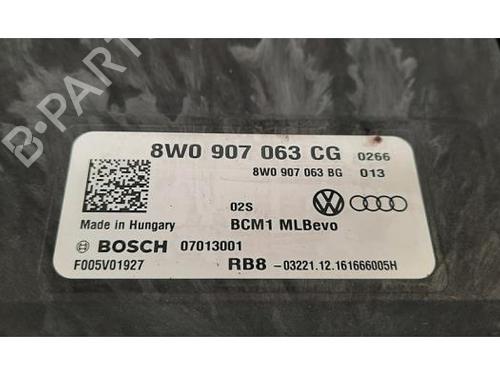 8W0 907 063 CG 0266
8W0 907 063 BG 013
02S
Made in Hungary BCM1 MLBevo
BOSCH 07013001
F005V01927 RB8 -03221.12.161666005H
B-PARTS